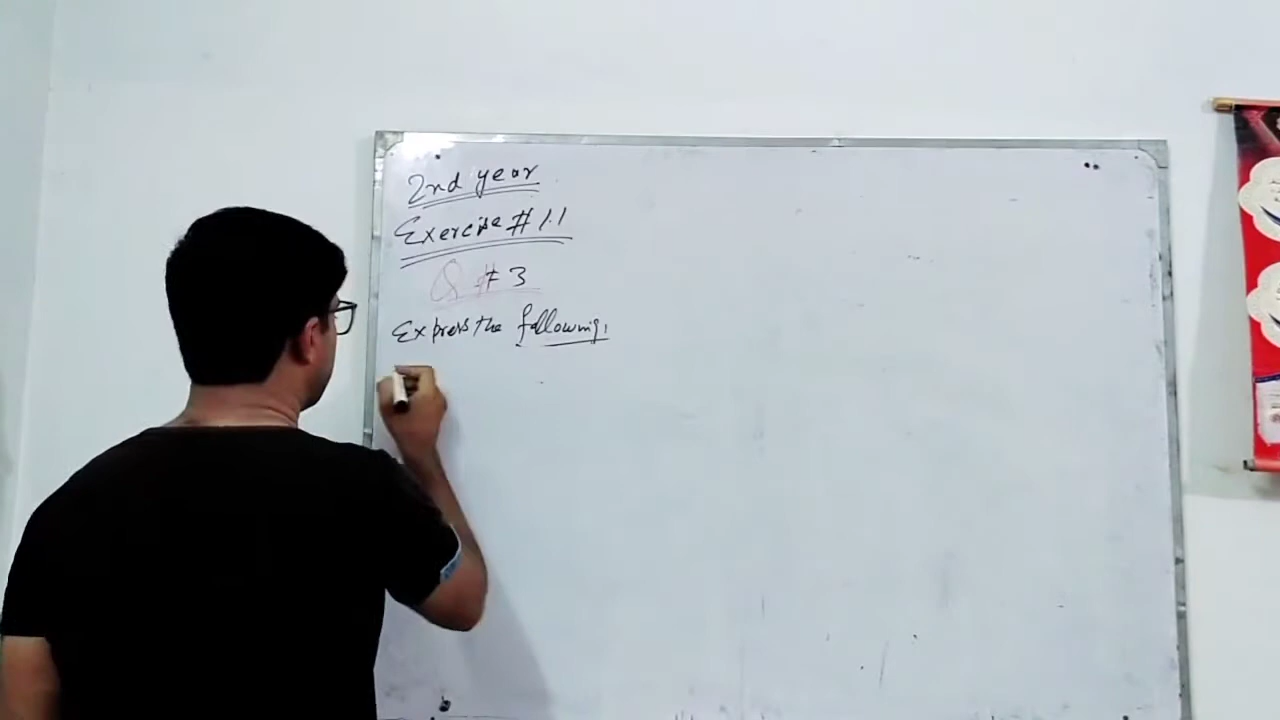 2nd year
Exercise # 1.1
Q # 3
Express the following: